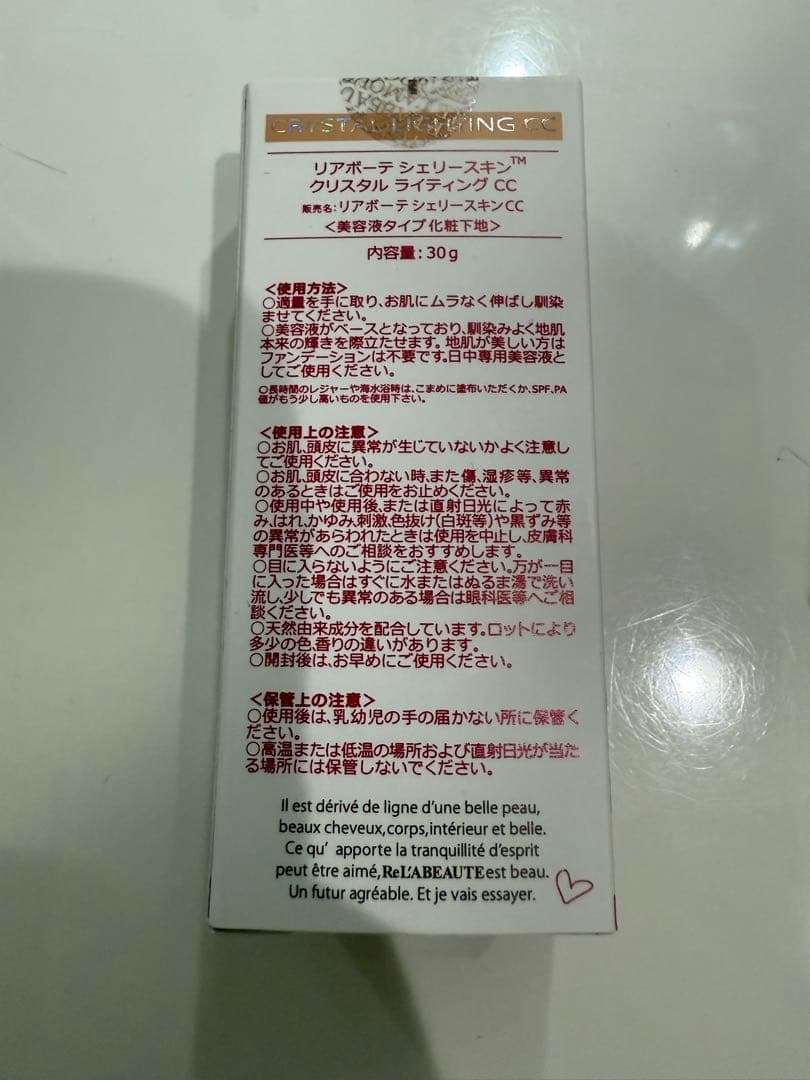 CRYSTAL LIGHTING CC
リアボーテ シェリースキン™
クリスタル ライティング CC
販売名：リアボーテ シェリースキンCC
＜美容液タイプ化粧下地＞
内容量：30g
＜使用方法＞
○適量を手に取り、お肌にムラなく伸ばし馴染
ませてください。
○美容液がベースとなっており、馴染みよく地肌
本来の輝きを際立たせます。地肌が美しい方は
ファンデーションは不要です。日中専用美容液と
してご使用ください。
○長時間のレジャーや海水浴時は、こまめに塗布いただくか、SPF、PA
値がもう少し高いものを使用下さい。
＜使用上の注意＞
○お肌、頭皮に異常が生じていないかよく注意し
てご使用ください。
○お肌、頭皮に合わない時、また傷、湿疹等、異常
のあるときはご使用をお止めください。
○使用中や使用後、または直射日光によって赤
み、はれ、かゆみ、刺激、色抜け(白斑等)や黒ずみ等
の異常があらわれたときは使用を中止し、皮膚科
専門医等へのご相談をおすすめします。
○目に入らないようにご注意ください。万が一目
に入った場合はすぐに水またはぬるま湯で洗い
流し、少しでも異常のある場合は眼科医等へご相
談ください。
○天然由来成分を配合しています。ロットにより
多少の色、香りの違いがあります。
○開封後は、お早めにご使用ください。
＜保管上の注意＞
○使用後は、乳幼児の手の届かない所に保管く
ださい。
○高温または低温の場所および直射日光が当た
る場所には保管しないでください。
Il est dérivé de ligne d'une belle peau,
beaux cheveux,corps,intérieur et belle.
Ce qu' apporte la tranquillité d'esprit
peut être aimé,ReL'ABEAUTE est beau.
Un futur agréable. Et je vais essayer.